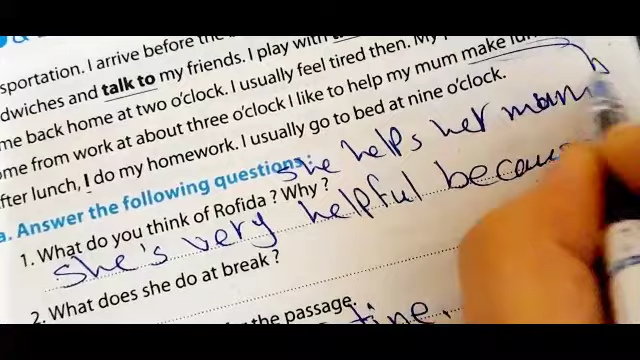 sportation. I arrive before the
dwiches and talk to my friends. I play with
me back home at two o'clock. I usually feel tired then. My
ome from work at about three o'clock I like to help my mum make
fter lunch, I do my homework. I usually go to bed at nine o'clock.
a. Answer the following questions:
she helps her mum
1. What do you think of Rofida? Why?
She's very helpful because
2. What does she do at break?
the passage.